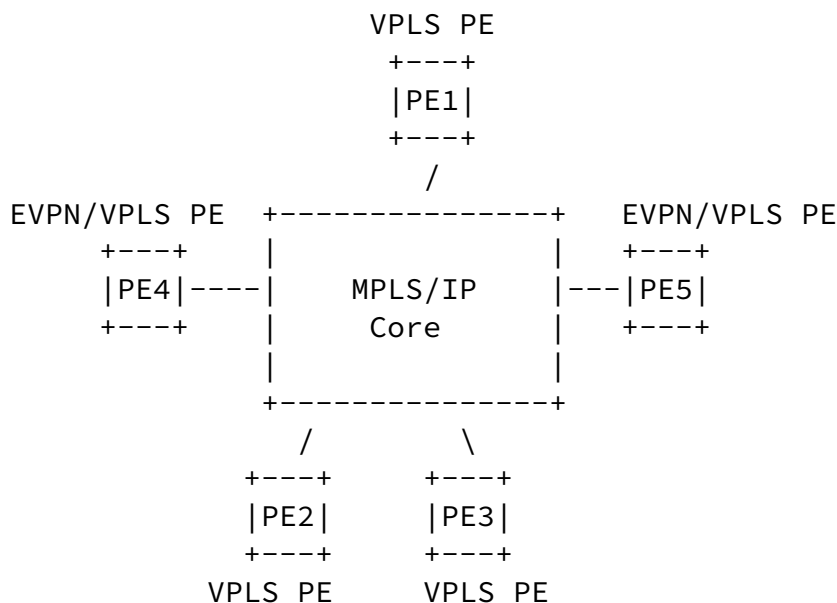 VPLS PE
+---+
|PE1|
+---+
/
EVPN/VPLS PE +---------------+ EVPN/VPLS PE
+---+ | | +---+
|PE4|----| MPLS/IP |---|PE5|
+---+ | Core | +---+
| |
+---------------+
/ \
+---+ +---+
|PE2| |PE3|
+---+ +---+
VPLS PE VPLS PE